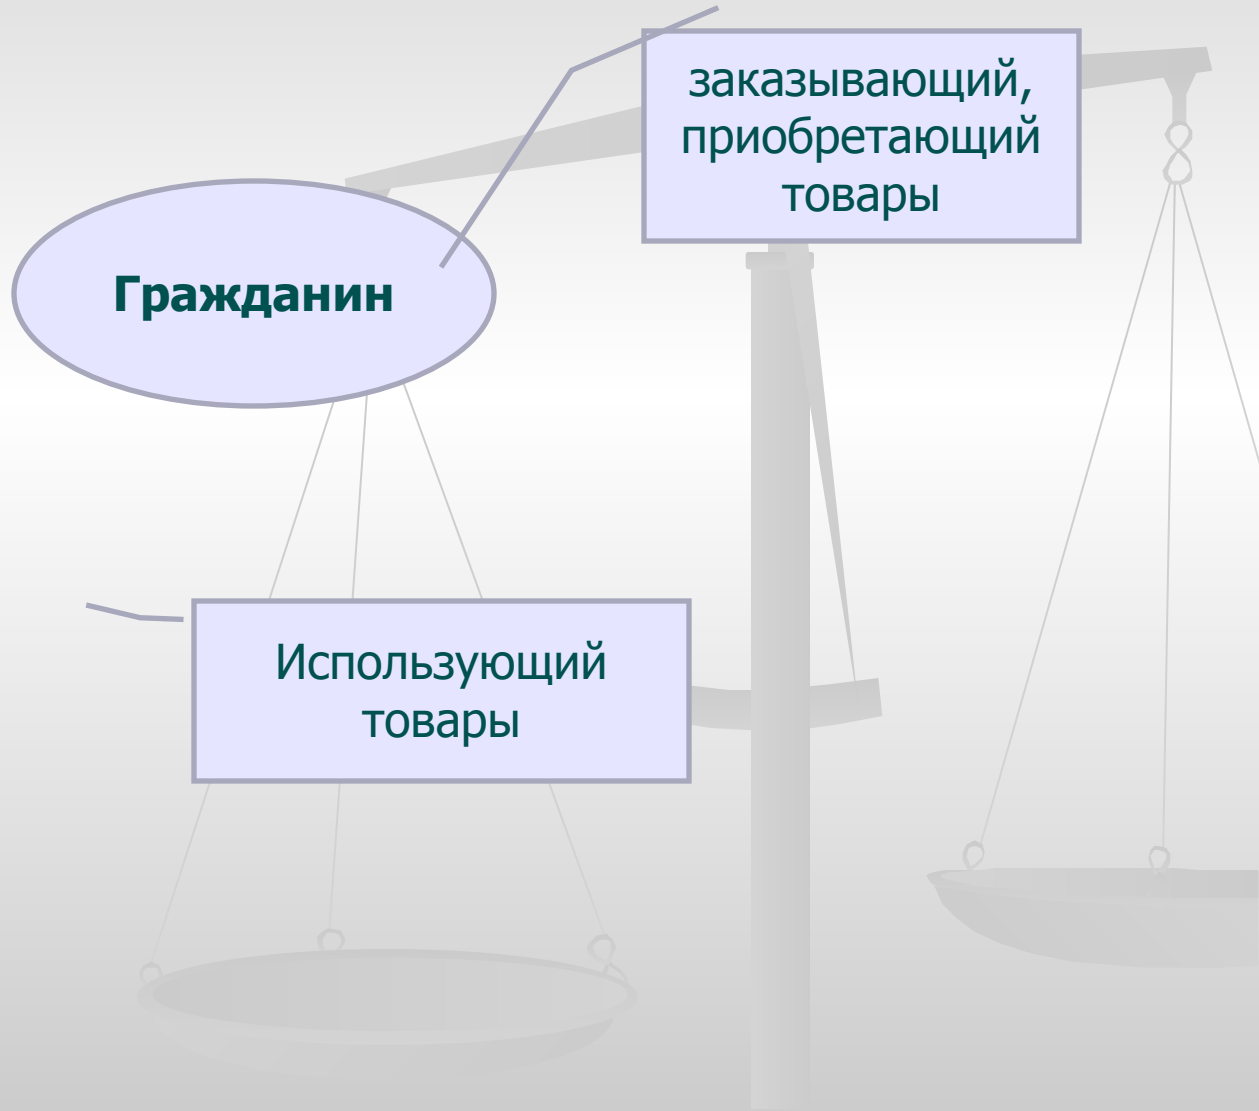 заказывающий,
приобретающий
товары
Гражданин
Использующий
товары